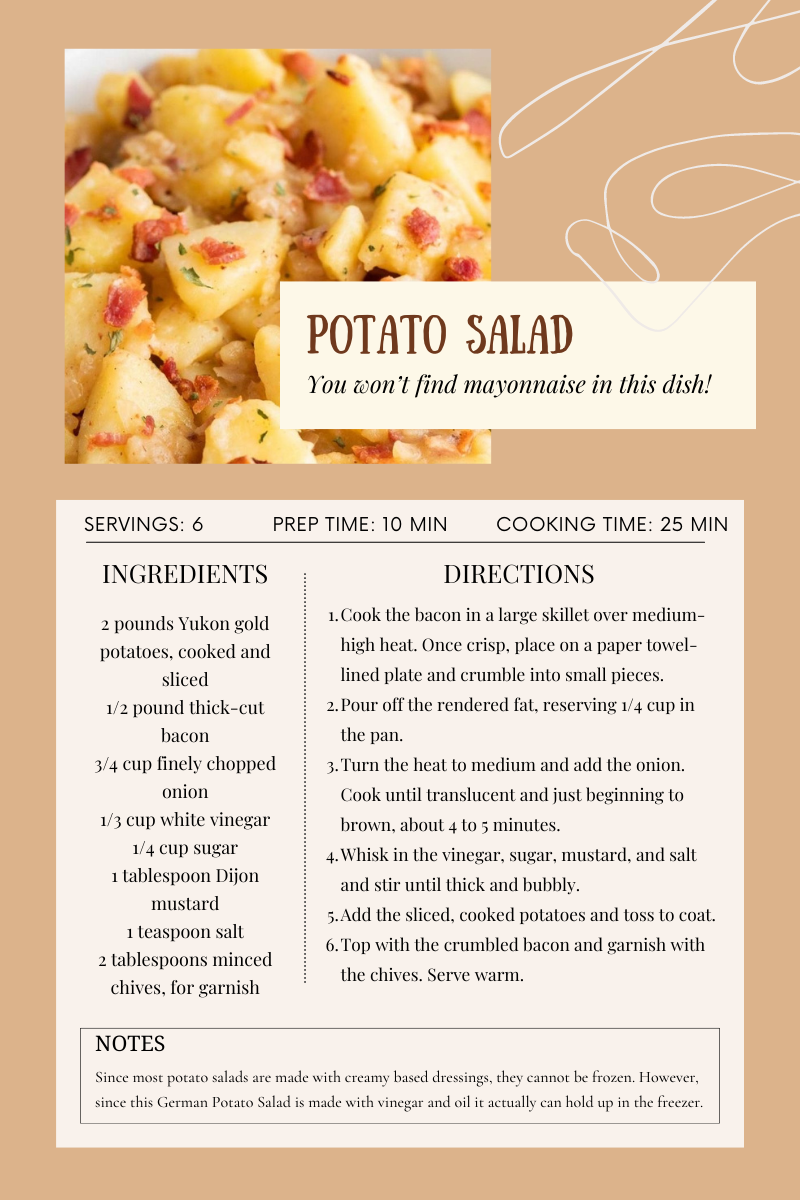 POTATO SALAD
You won't find mayonnaise in this dish!
SERVINGS: 6 PREP TIME: 10 MIN COOKING TIME: 25 MIN
INGREDIENTS
2 pounds Yukon gold
potatoes, cooked and
sliced
1/2 pound thick-cut
bacon
3/4 cup finely chopped
onion
1/3 cup white vinegar
1/4 cup sugar
1 tablespoon Dijon
mustard
1 teaspoon salt
2 tablespoons minced
chives, for garnish
DIRECTIONS
1. Cook the bacon in a large skillet over medium-
high heat. Once crisp, place on a paper towel-
lined plate and crumble into small pieces.
2. Pour off the rendered fat, reserving 1/4 cup in
the pan.
3. Turn the heat to medium and add the onion.
Cook until translucent and just beginning to
brown, about 4 to 5 minutes.
4. Whisk in the vinegar, sugar, mustard, and salt
and stir until thick and bubbly.
5. Add the sliced, cooked potatoes and toss to coat.
6. Top with the crumbled bacon and garnish with
the chives. Serve warm.
NOTES
Since most potato salads are made with creamy based dressings, they cannot be frozen. However,
since this German Potato Salad is made with vinegar and oil it actually can hold up in the freezer.